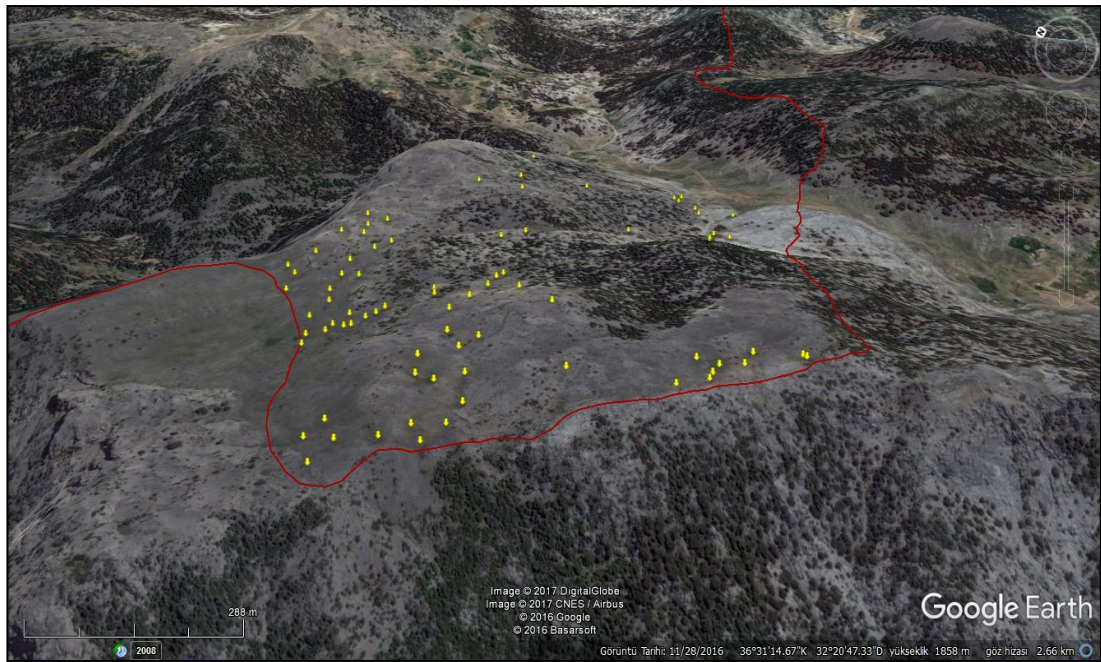 288 m
2008
Image © 2017 DigitalGlobe
Image © 2017 CNES / Airbus
© 2016 Google
© 2016 Basarsoft
Google Earth
Görüntü Tarihi: 11/28/2016 36°31'14.67"K 32°20'47.33"D yükseklik 1858 m göz hizası 2.66 km